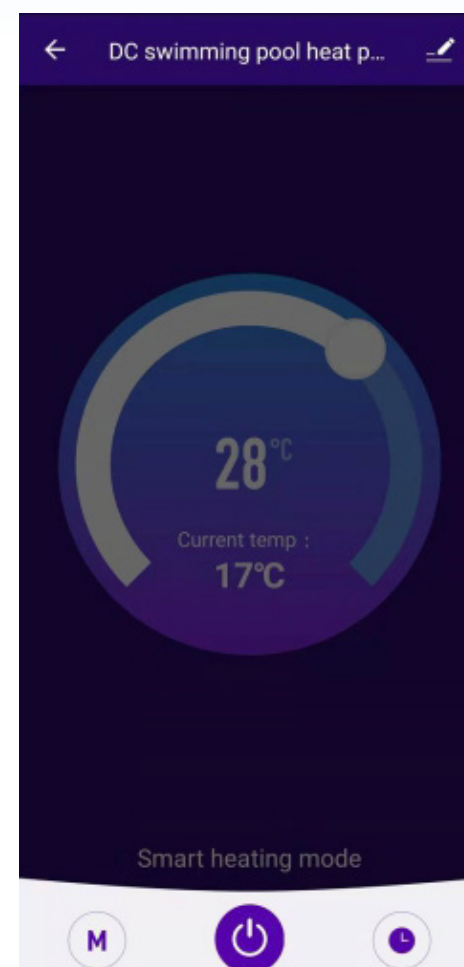 DC swimming pool heat p...
28°C
Current temp :
17°C
Smart heating mode
M